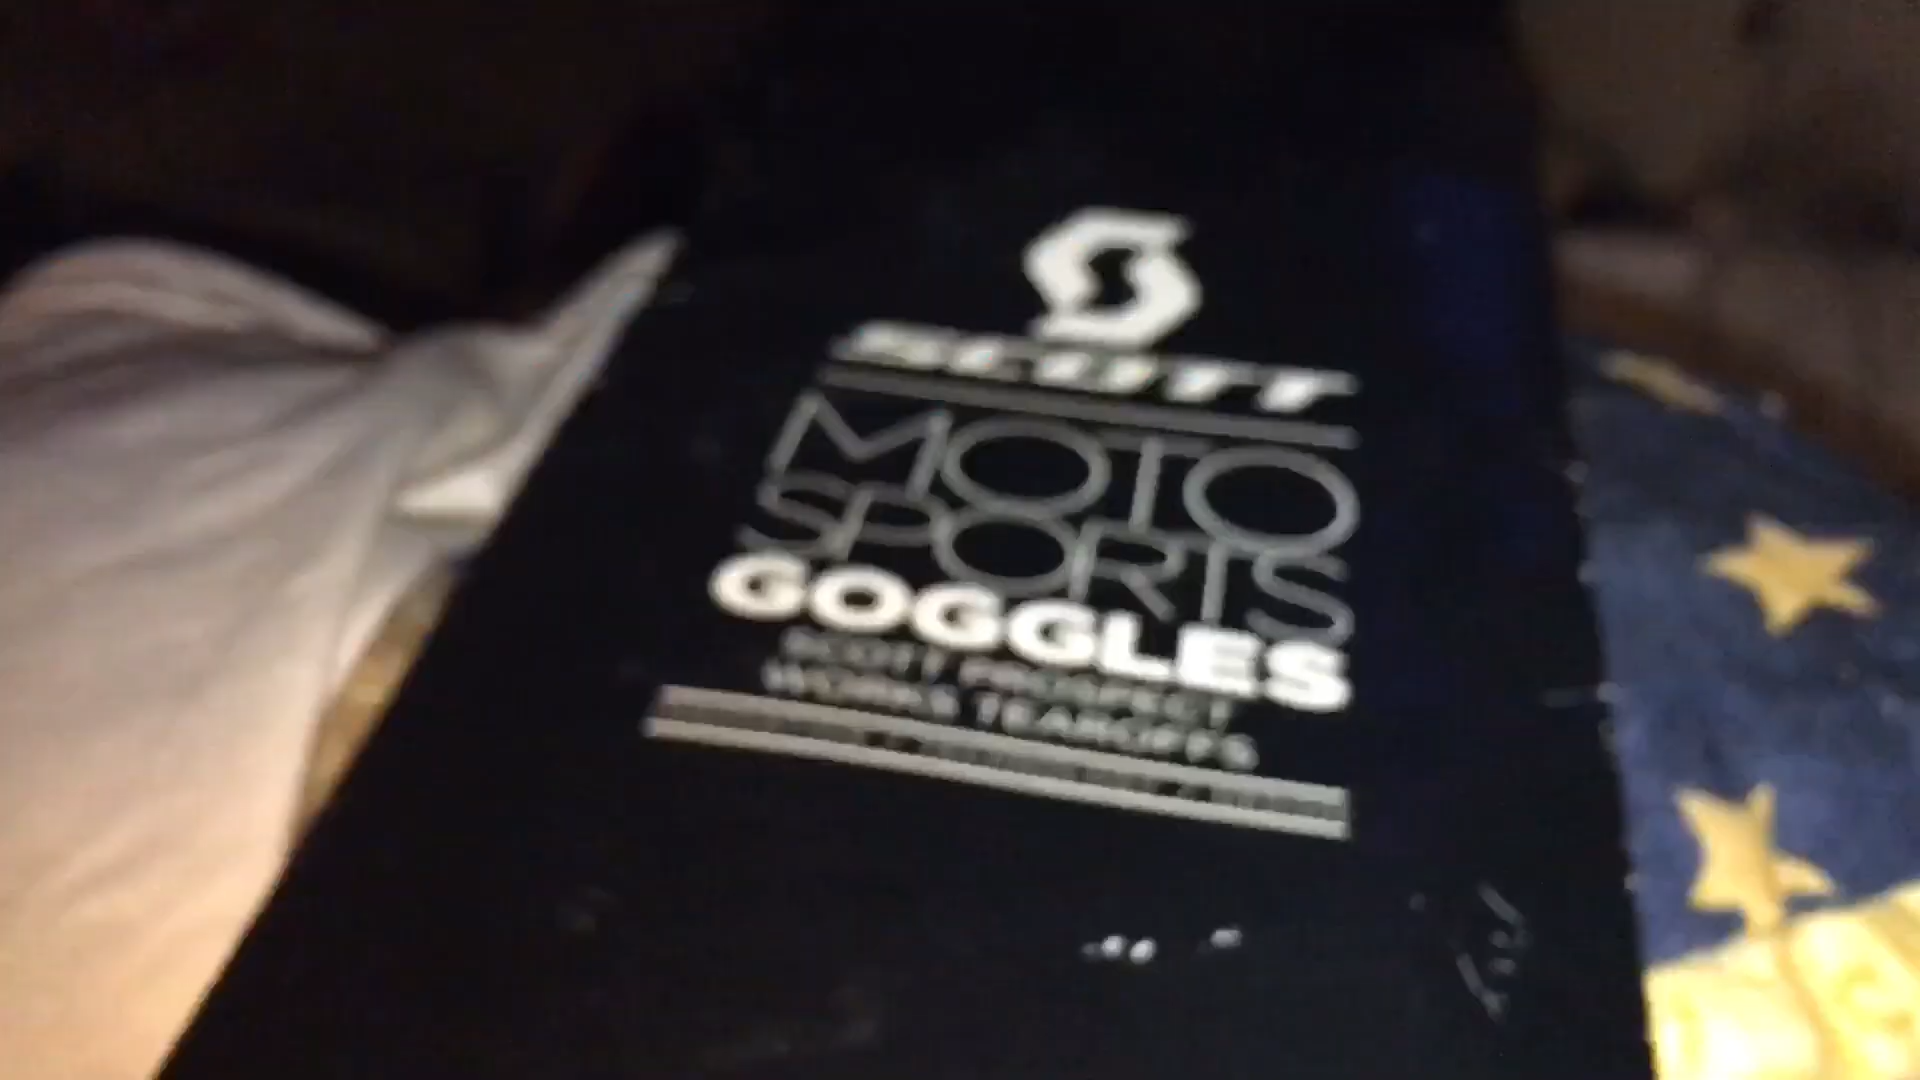 SCOTT
MOTO
SPORTS
GOGGLES
SCOTT PROSPECT
WORKS TEAROFFS